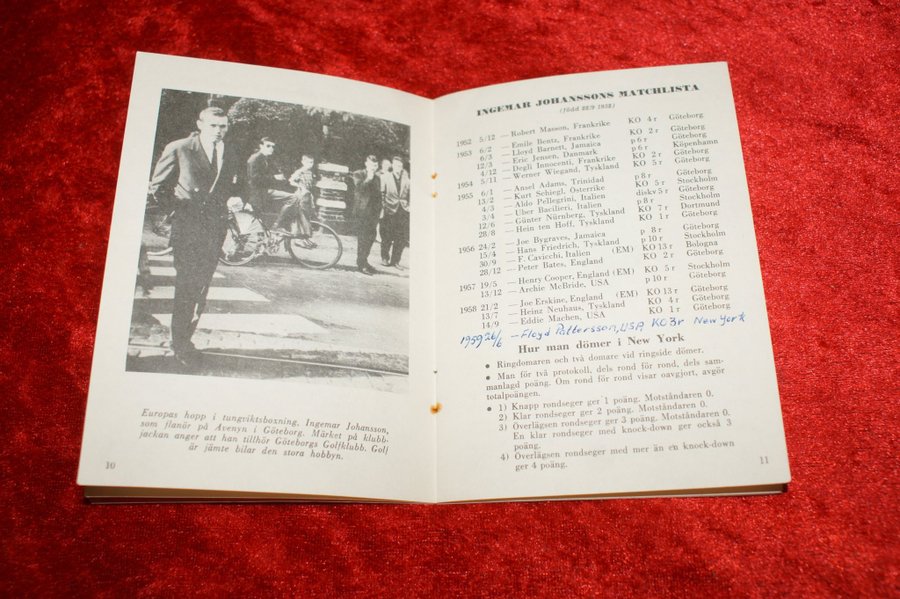 Europas hopp i tungviktsboxning, Ingemar Johansson,
som flanör på Avenyn i Göteborg. Märket på klubb-
jackan anger att han tillhör Göteborgs Golfklubb. Golf
är jämte bilar den stora hobbyn.
10
INGEMAR JOHANSSONS MATCHLISTA
(född 22/9 1932)
1952 5/12 — Robert Masson, Frankrike KO 4 r Göteborg
1953 6/2 — Emile Bentz, Frankrike KO 2 r Göteborg
6/3 — Lloyd Barnett, Jamaica p 6 r Göteborg
12/3 — Eric Jensen, Danmark p 6 r Köpenhamn
4/12 — Degli Innocenti, Frankrike KO 2 r Göteborg
1954 5/11 — Werner Wiegand, Tyskland KO 5 r Göteborg
1955 6/1 — Ansel Adams, Trinidad p 8 r Göteborg
13/2 — Kurt Schiegl, Österrike KO 5 r Stockholm
4/3 — Aldo Pellegrini, Italien diskv 5 r Göteborg
3/4 — Uber Bacilieri, Italien p 8 r Stockholm
12/6 — Günter Nürnberg, Tyskland KO 7 r Dortmund
28/8 — Hein ten Hoff, Tyskland KO 1 r Göteborg
1956 24/2 — Joe Bygraves, Jamaica p 8 r Göteborg
15/4 — Hans Friedrich, Tyskland p 10 r Stockholm
30/9 — F. Cavicchi, Italien (EM) KO 13 r Bologna
28/12 — Peter Bates, England KO 2 r Göteborg
1957 19/5 — Henry Cooper, England (EM) KO 5 r Stockholm
13/12 — Archie McBride, USA p 10 r Göteborg
1958 21/2 — Joe Erskine, England (EM) KO 13 r Göteborg
13/7 — Heinz Neuhaus, Tyskland KO 4 r Göteborg
14/9 — Eddie Machen, USA KO 1 r Göteborg
1959 26/6 — Floyd Pattersson, USA KO 3r New York
Hur man dömer i New York
● Ringdomaren och två domare vid ringside dömer.
● Man för två protokoll, dels rond för rond, dels sam-
manlagd poäng. Om rond för rond visar oavgjort, avgör
totalpoängen.
● 1) Knapp rondseger ger 1 poäng. Motståndaren 0.
2) Klar rondseger ger 2 poäng. Motståndaren 0.
3) Överlägsen rondseger ger 3 poäng. Motståndaren 0.
En klar rondseger med knock-down ger också 3
poäng.
4) Överlägsen rondseger med mer än en knock-down
ger 4 poäng.
11